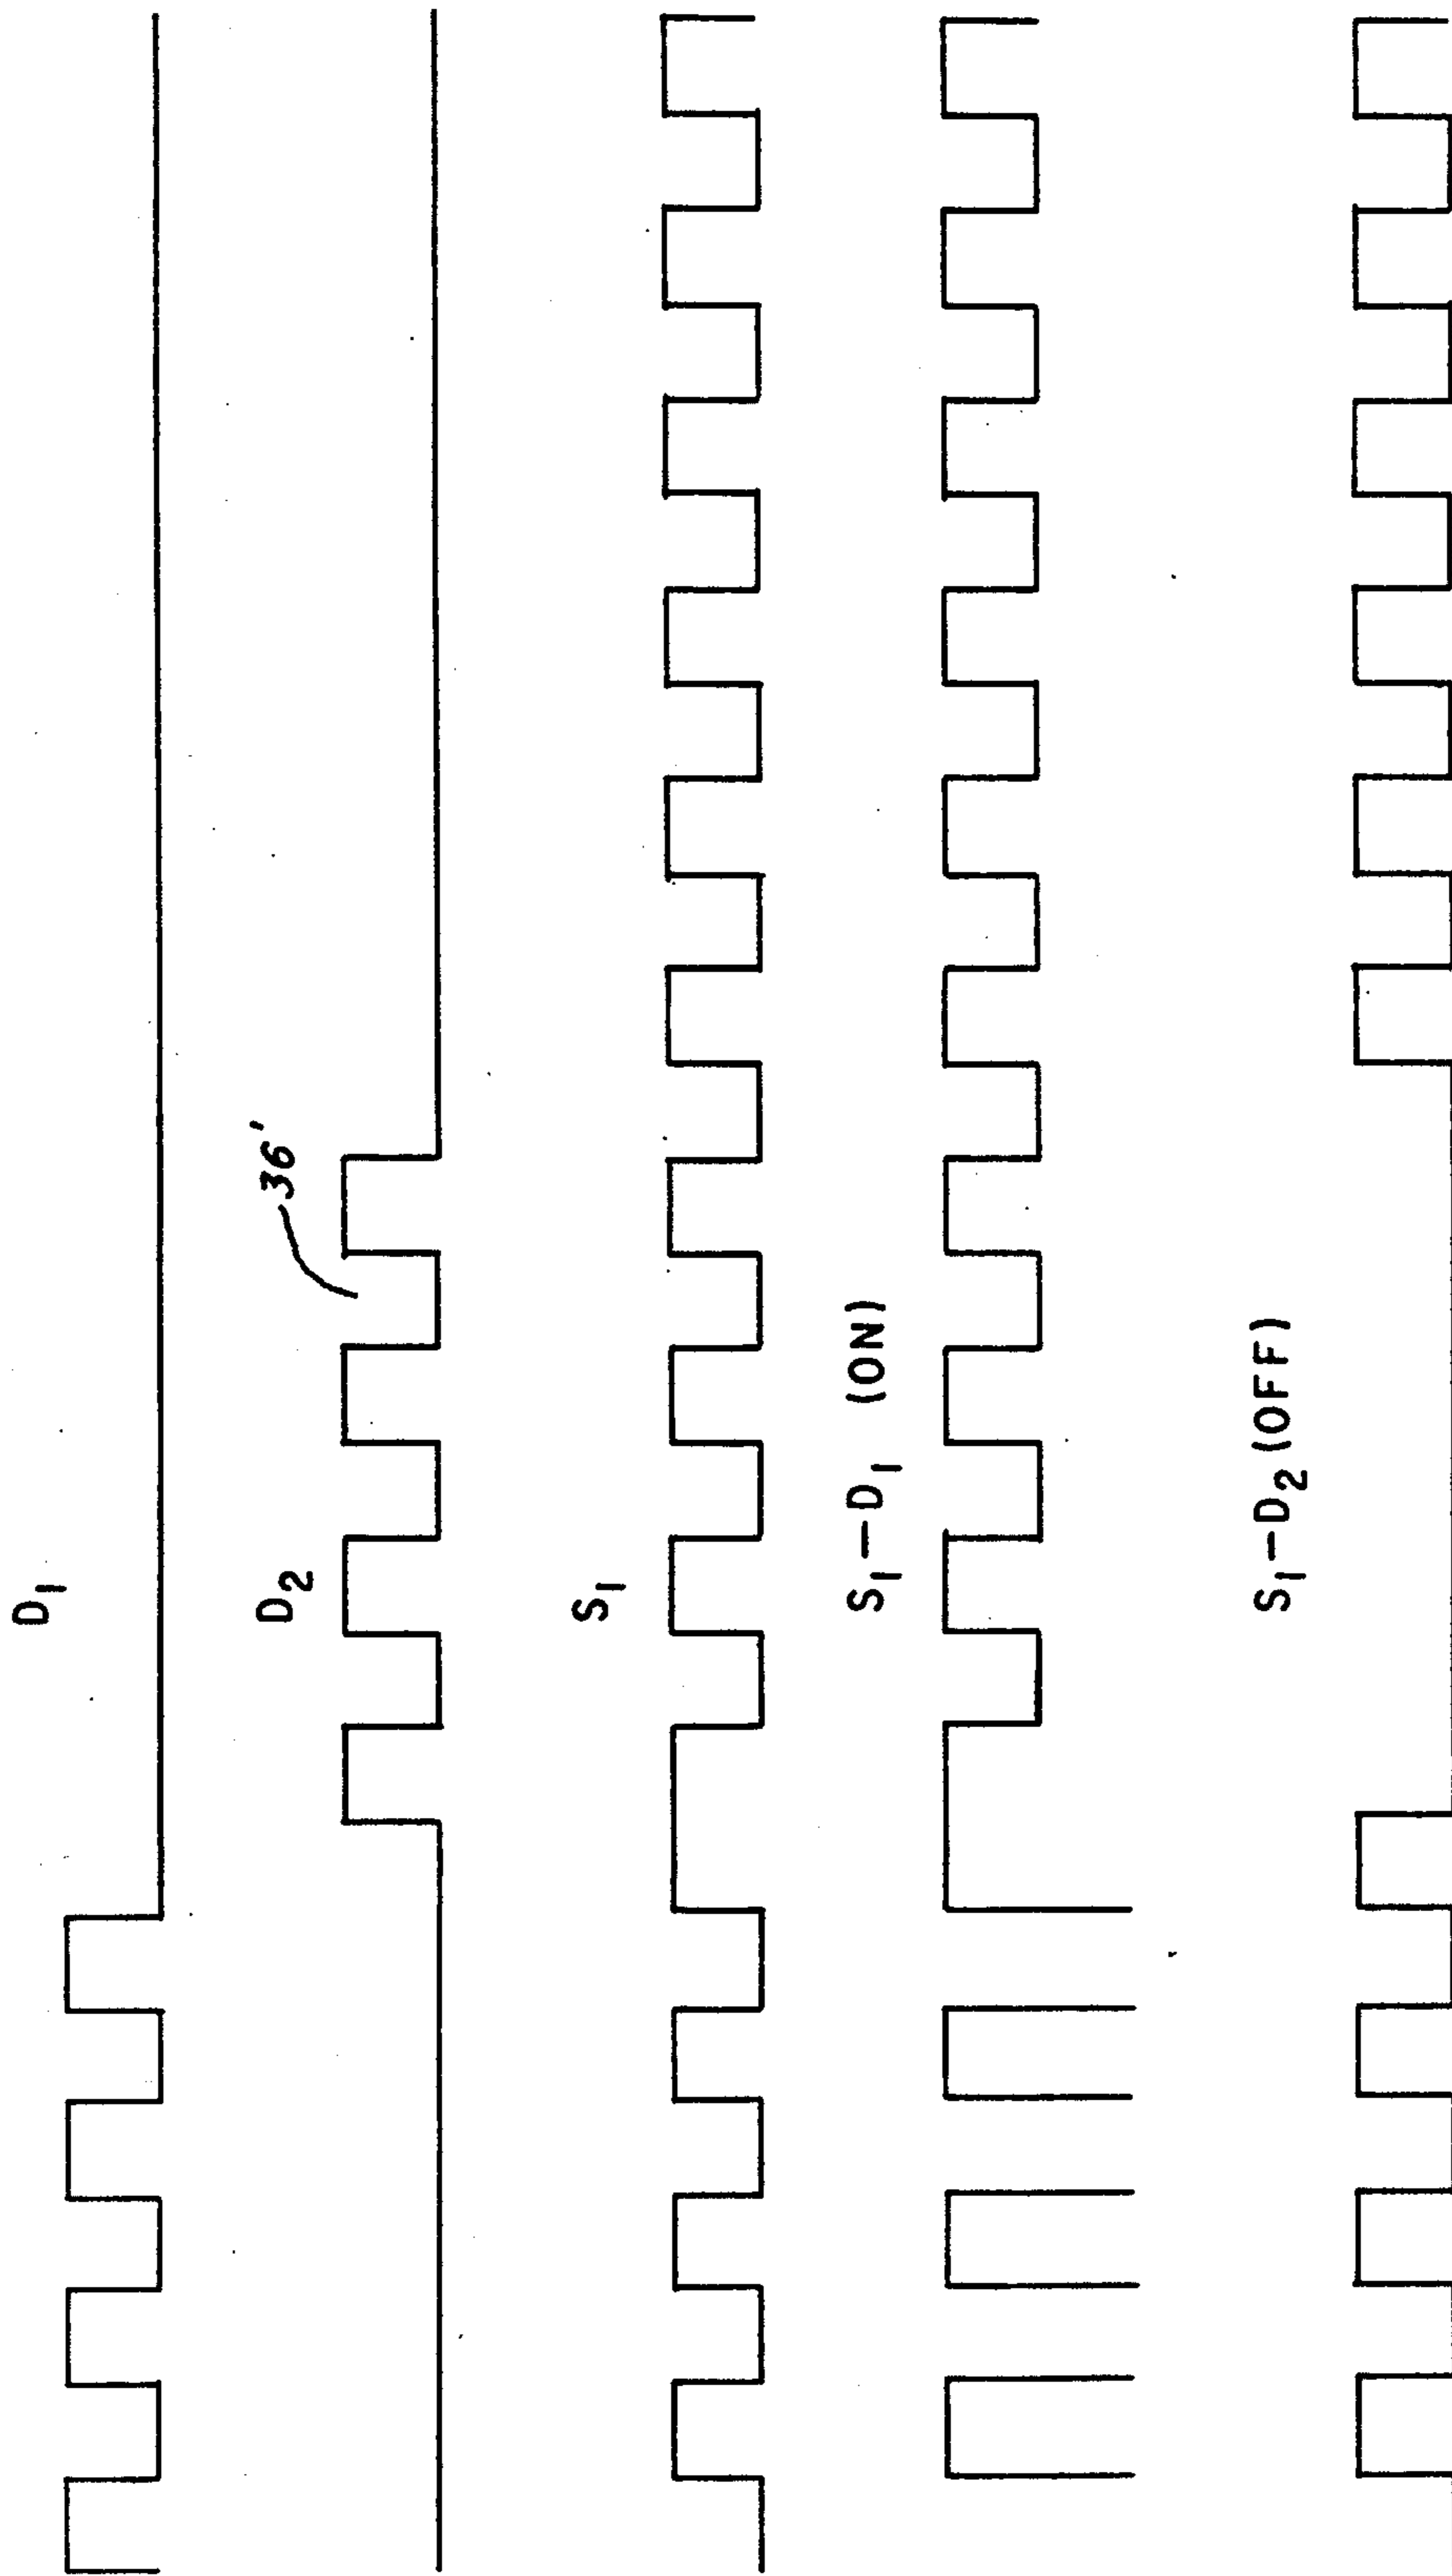 D₁
D₂
36'
S₁
S₁—D₁ (ON)
S₁—D₂ (OFF)